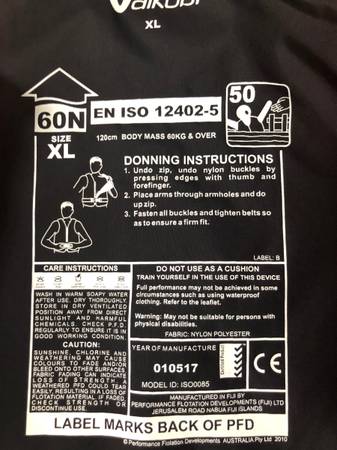 Vaikobi
XL
60N
SIZE
XL
EN ISO 12402-5
120cm BODY MASS 60KG & OVER
50
DONNING INSTRUCTIONS
1. Undo zip, undo nylon buckles by
pressing edges with thumb and
forefinger.
2. Place arms through armholes and do
up zip.
3. Fasten all buckles and tighten belts so
as to ensure a firm fit.
LABEL: B
CARE INSTRUCTIONS
WASH IN WARM SOAPY WATER
AFTER USE. DRY THOROUGHLY.
STORE IN DRY VENTILATED
POSITION AWAY FROM DIRECT
SUNLIGHT AND HARMFUL
CHEMICALS. CHECK P.F.D.
REGULARLY TO ENSURE IT IS IN
GOOD WORKING CONDITION.
CAUTION:
SUNSHINE, CHLORINE AND
WEATHERING MAY CAUSE
COLOURS TO FADE AND/OR
BLEED ONTO OTHER SURFACES.
FABRIC FADING CAN INDICATE
LOSS OF STRENGTH. A
WEATHERED PFD COULD TEAR
EASILY, RESULTING IN A LOSS OF
FLOTATION MATERIAL. IF FADED,
CHECK STRENGTH OR
DISCONTINUE USE.
DO NOT USE AS A CUSHION
TRAIN YOURSELF IN THE USE OF THIS DEVICE
Full performance may not be achieved in some
circumstances such as using waterproof
clothing. Refer to the leaflet.
Warning: May not be suitable for persons with
physical disabilities.
FABRIC: NYLON POLYESTER
YEAR OF MANUFACTURE
010517
MODEL ID: ISO0085
CE
MANUFACTURED IN FIJI BY
PERFORMANCE FLOTATION DEVELOPMENTS (FIJI) LTD
JERUSALEM ROAD NABUA FIJI ISLANDS
LABEL MARKS BACK OF PFD
© Performance Flotation Developments AUSTRALIA Pty Ltd 2010